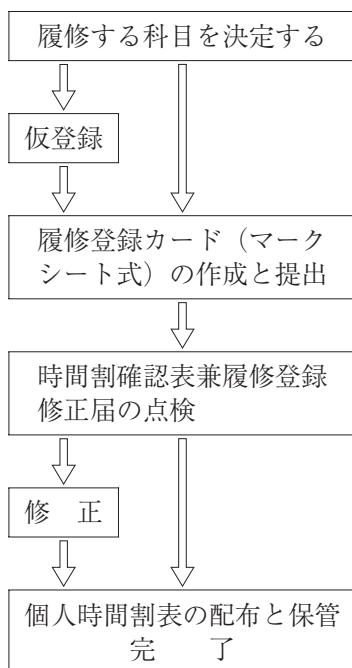 履修する科目を決定する
仮登録
履修登録カード（マーク
シート式）の作成と提出
時間割確認表兼履修登録
修正届の点検
修　正
個人時間割表の配布と保管
完　　了